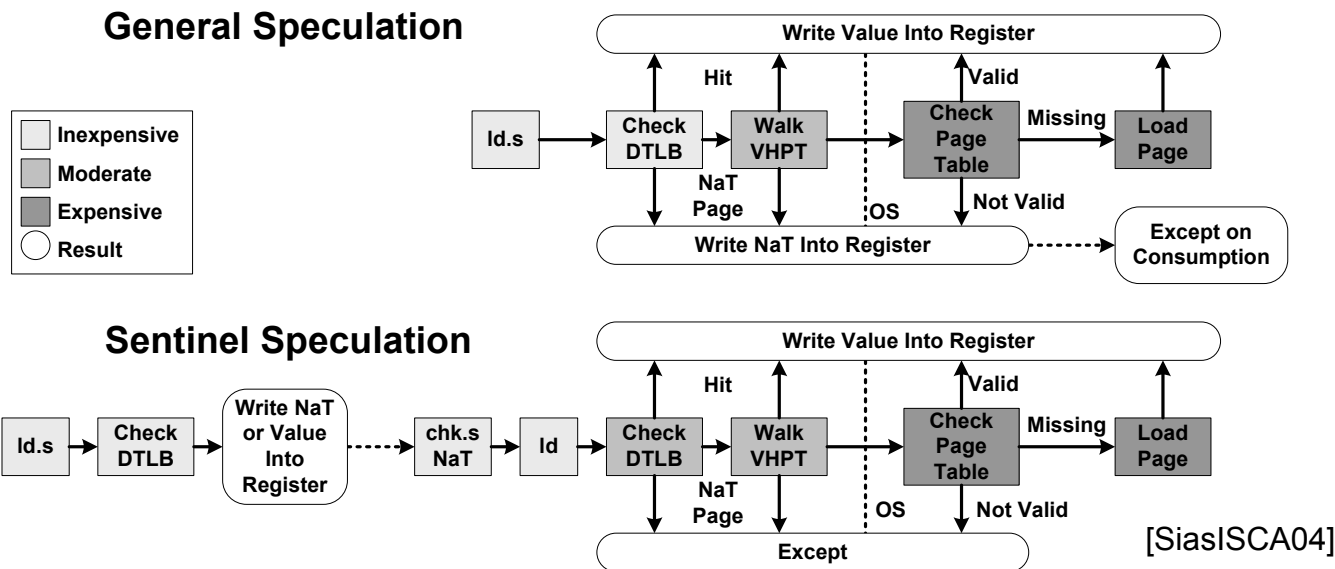 General Speculation
Inexpensive
Moderate
Expensive
Result
Write Value Into Register
Hit
Valid
ld.s
Check
DTLB
Walk
VHPT
Check
Page
Table
Missing
Load
Page
NaT
Page
OS
Not Valid
Write NaT Into Register
Except on
Consumption
Sentinel Speculation
Write Value Into Register
Hit
Valid
ld.s
Check
DTLB
Write NaT
or Value
Into
Register
chk.s
NaT
ld
Check
DTLB
Walk
VHPT
Check
Page
Table
Missing
Load
Page
NaT
Page
OS
Not Valid
Except
[SiasISCA04]